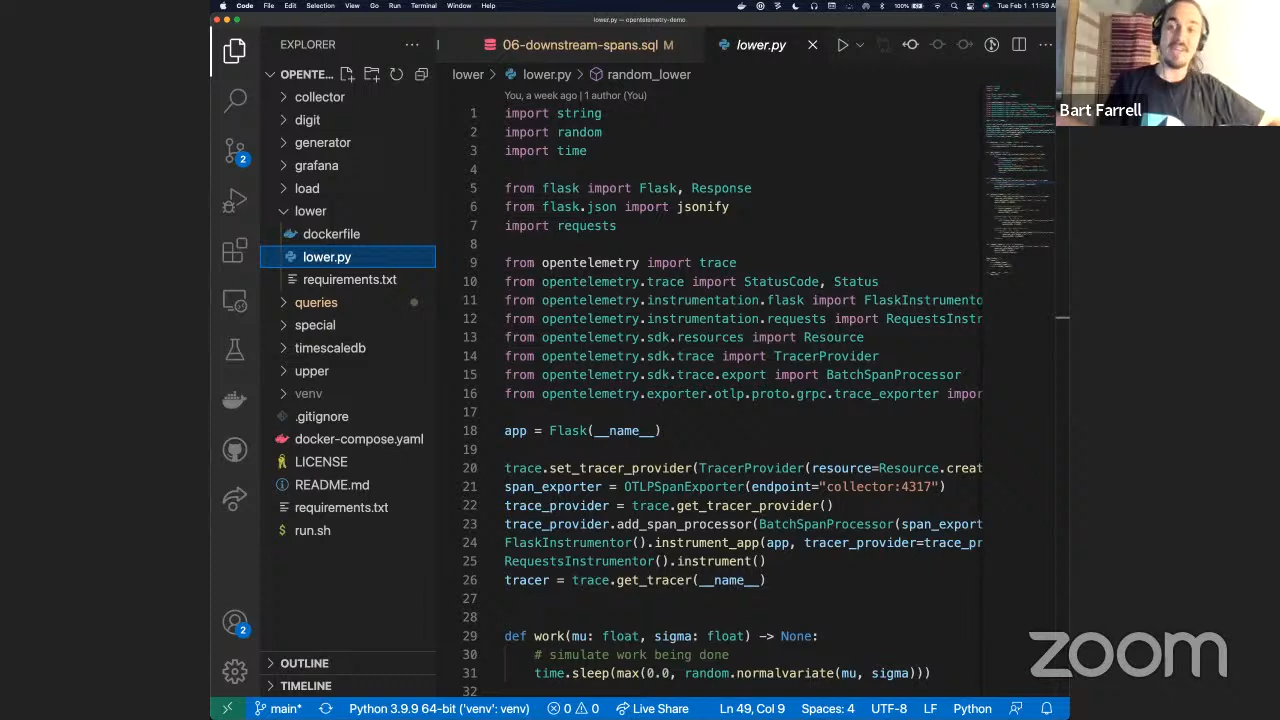 Code File Edit Selection View Go Run Terminal Window Help
100%
Tue Feb 1 11:59 A
lower.py — opentelemetry-demo
EXPLORER
06-downstream-spans.sql M
lower.py
OPENTE...
lower > lower.py > random_lower
collector
digit
generator
grafana
load
lower
dockerfile
lower.py
requirements.txt
queries
special
timescaledb
upper
venv
.gitignore
docker-compose.yaml
LICENSE
README.md
requirements.txt
run.sh
OUTLINE
TIMELINE
2
2
You, a week ago | 1 author (You)
1 import string
2 import random
3 import time
4
5 from flask import Flask, Response
6 from flask.json import jsonify
7 import requests
8
9 from opentelemetry import trace
10 from opentelemetry.trace import StatusCode, Status
11 from opentelemetry.instrumentation.flask import FlaskInstrumento
12 from opentelemetry.instrumentation.requests import RequestsInstr
13 from opentelemetry.sdk.resources import Resource
14 from opentelemetry.sdk.trace import TracerProvider
15 from opentelemetry.sdk.trace.export import BatchSpanProcessor
16 from opentelemetry.exporter.otlp.proto.grpc.trace_exporter impor
17
18 app = Flask(__name__)
19
20 trace.set_tracer_provider(TracerProvider(resource=Resource.creat
21 span_exporter = OTLPSpanExporter(endpoint="collector:4317")
22 trace_provider = trace.get_tracer_provider()
23 trace_provider.add_span_processor(BatchSpanProcessor(span_export
24 FlaskInstrumentor().instrument_app(app, tracer_provider=trace_pr
25 RequestsInstrumentor().instrument()
26 tracer = trace.get_tracer(__name__)
27
28
29 def work(mu: float, sigma: float) -> None:
30 # simulate work being done
31 time.sleep(max(0.0, random.normalvariate(mu, sigma)))
32
main* Python 3.9.9 64-bit ('venv': venv) 0 0 Live Share Ln 49, Col 9 Spaces: 4 UTF-8 LF Python
Bart Farrell
zoom